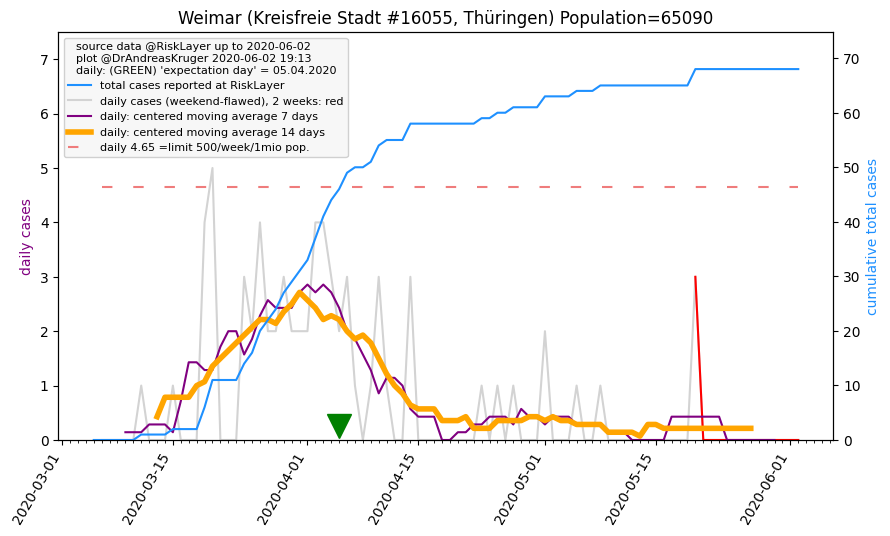 Weimar (Kreisfreie Stadt #16055, Thüringen) Population=65090
source data @RiskLayer up to 2020-06-02
plot @DrAndreasKruger 2020-06-02 19:13
daily: (GREEN) 'expectation day' = 05.04.2020
total cases reported at RiskLayer
daily cases (weekend-flawed), 2 weeks: red
daily: centered moving average 7 days
daily: centered moving average 14 days
daily 4.65 =limit 500/week/1mio pop.
daily cases
7
6
5
4
3
2
1
0
70
60
50
40
30
20
10
0
cumulative total cases
2020-03-01
2020-03-15
2020-04-01
2020-04-15
2020-05-01
2020-05-15
2020-06-01